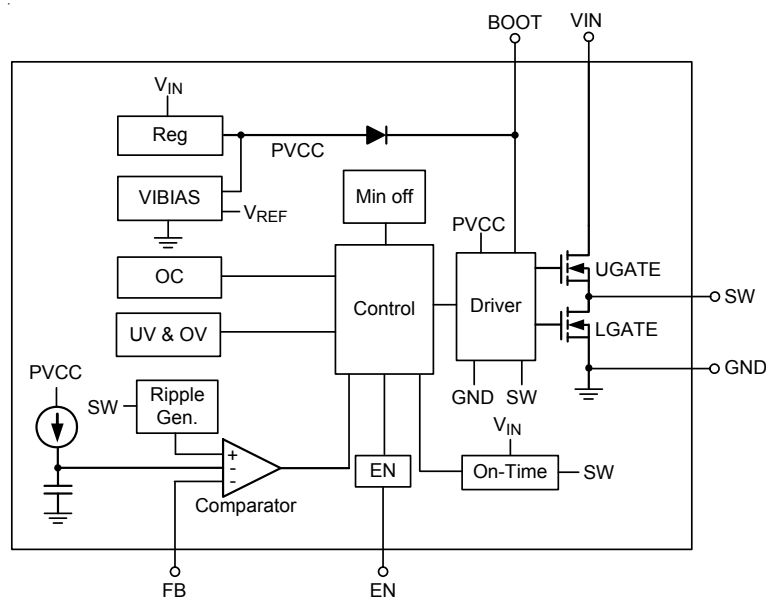 BOOT
VIN
VIN
Reg
PVCC
VIBIAS
VREF
Min off
PVCC
OC
Control
Driver
UGATE
SW
UV & OV
LGATE
PVCC
SW
Ripple
Gen.
GND
SW
GND
VIN
+
-
-
EN
On-Time
SW
Comparator
FB
EN